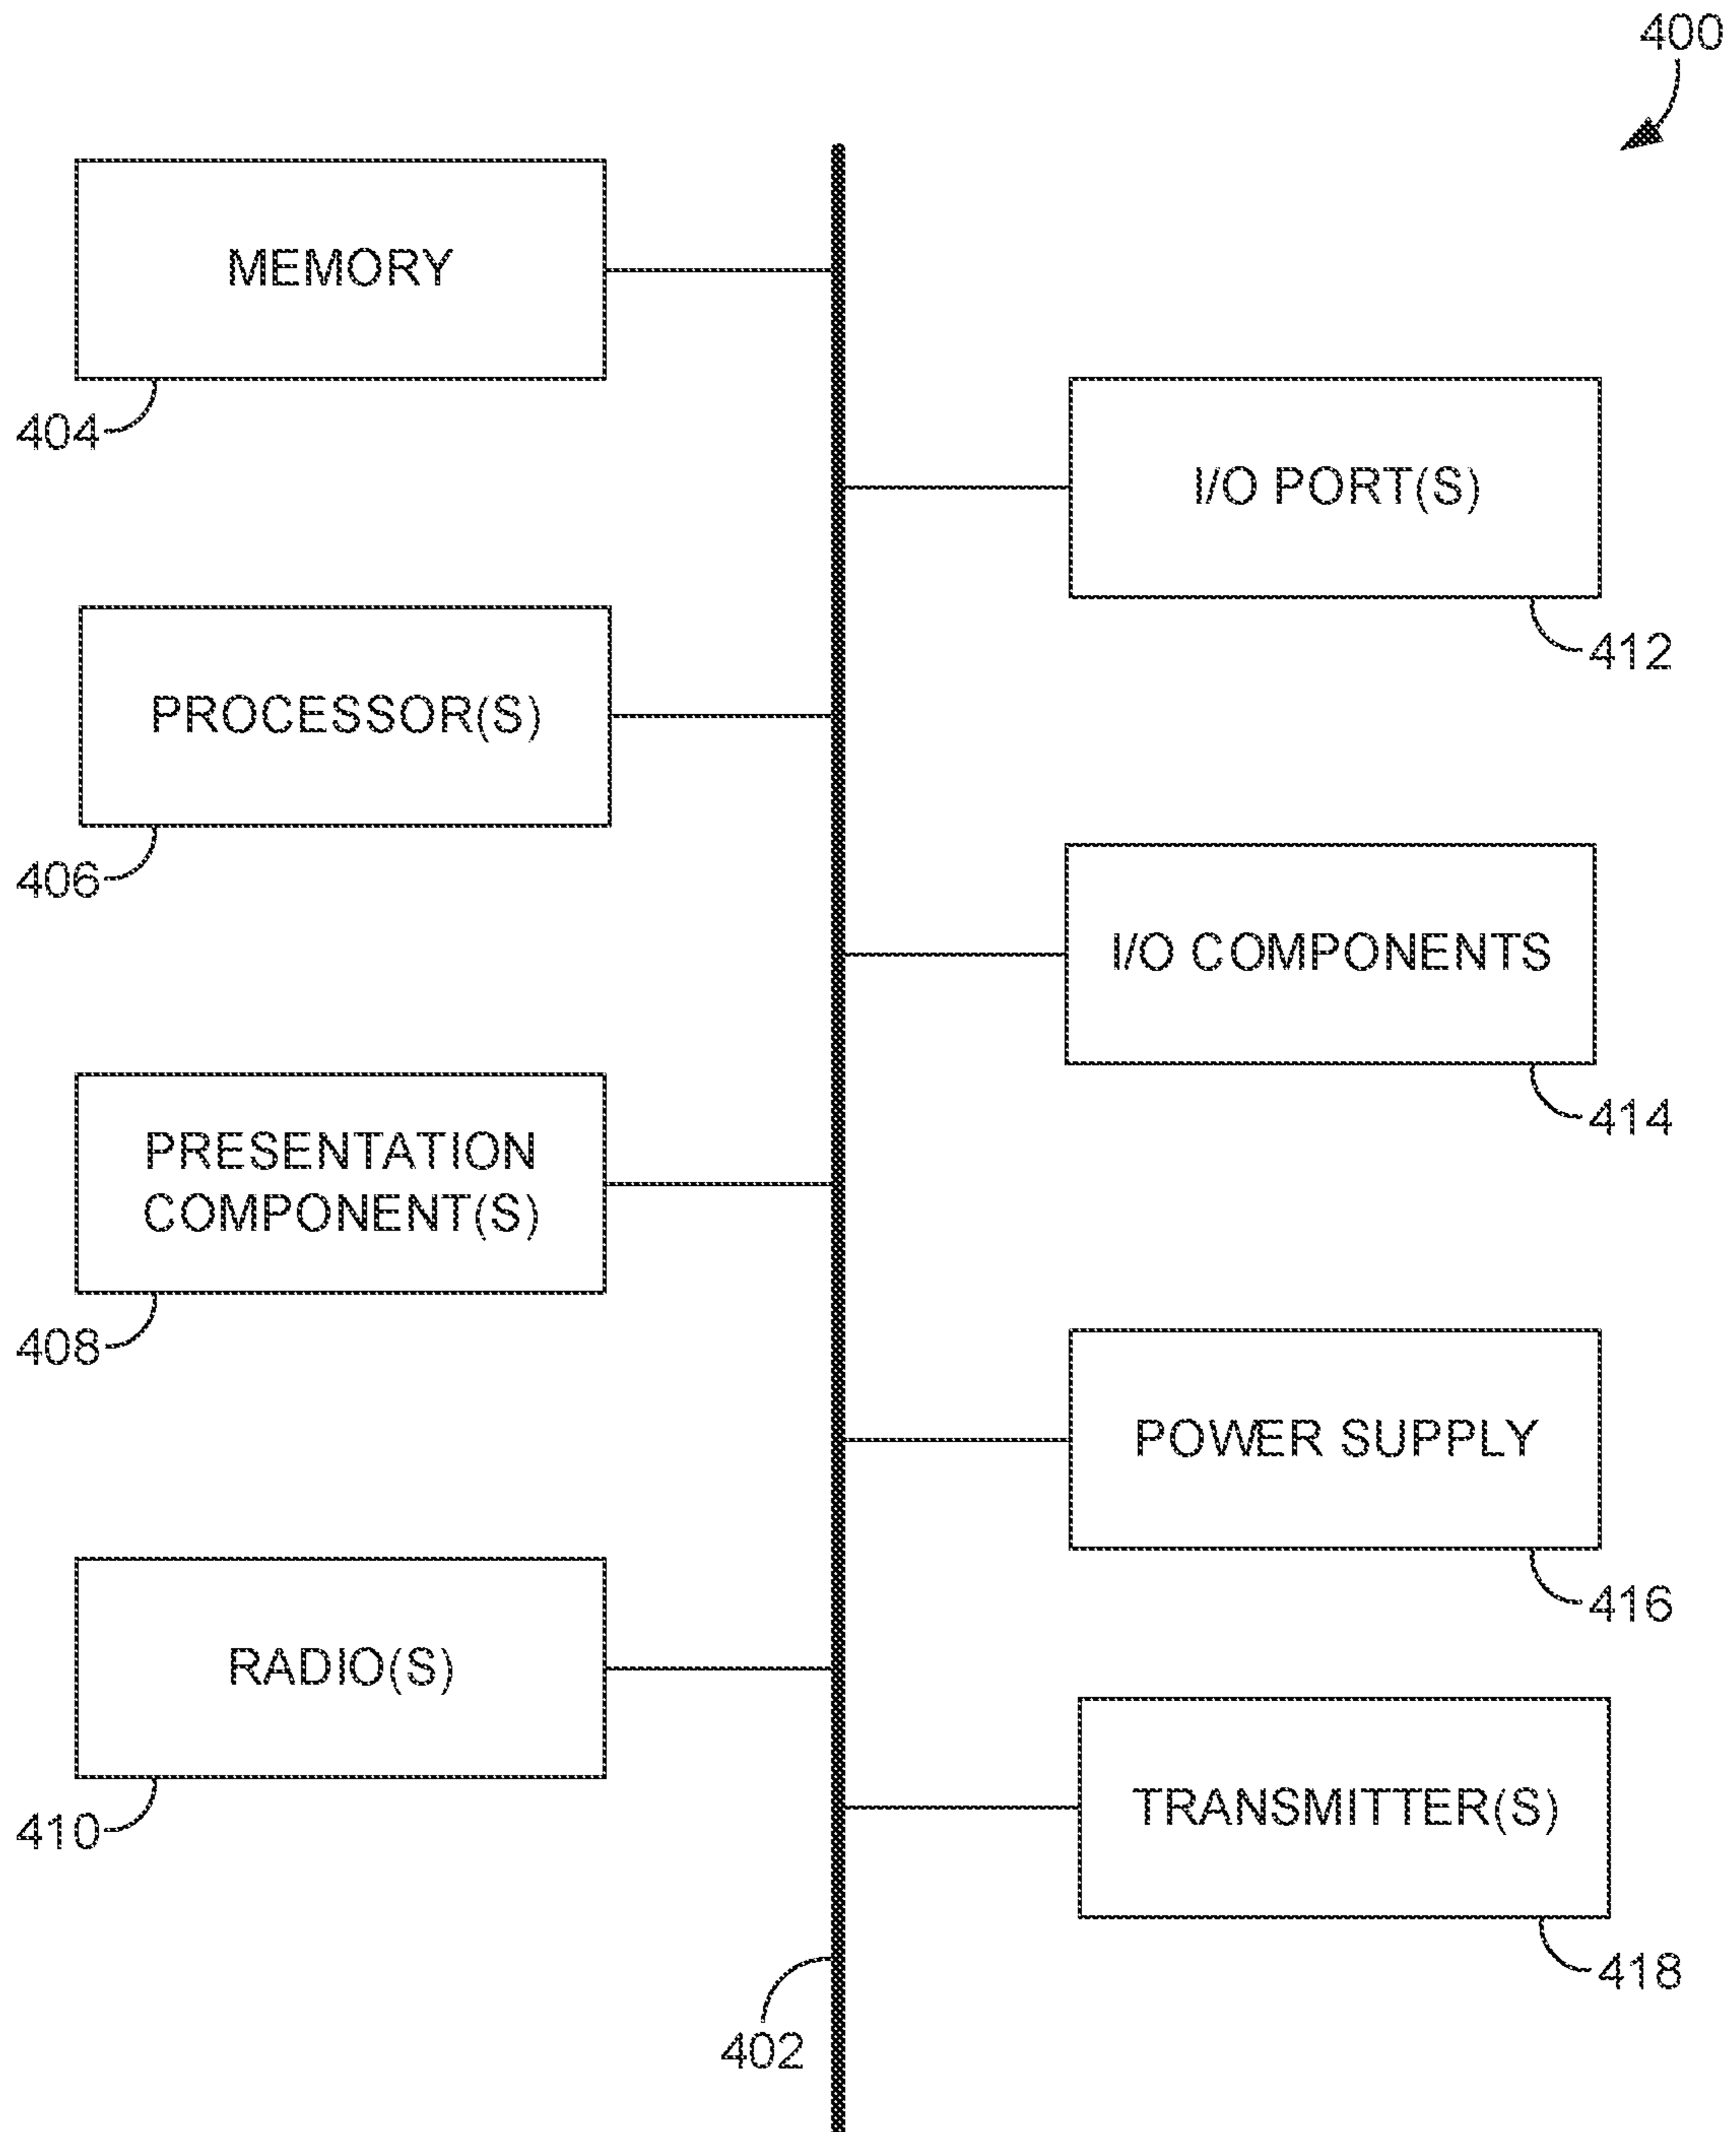 400
MEMORY
404
I/O PORT(S)
412
PROCESSOR(S)
406
I/O COMPONENTS
414
PRESENTATION
COMPONENT(S)
408
POWER SUPPLY
416
RADIO(S)
410
TRANSMITTER(S)
418
402